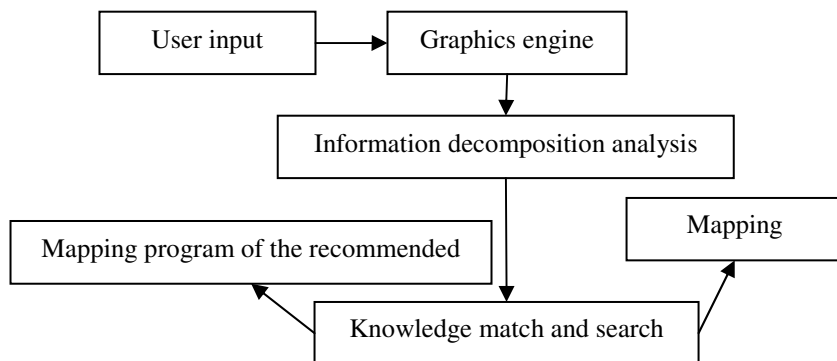 User input
Graphics engine
Information decomposition analysis
Mapping
Mapping program of the recommended
Knowledge match and search